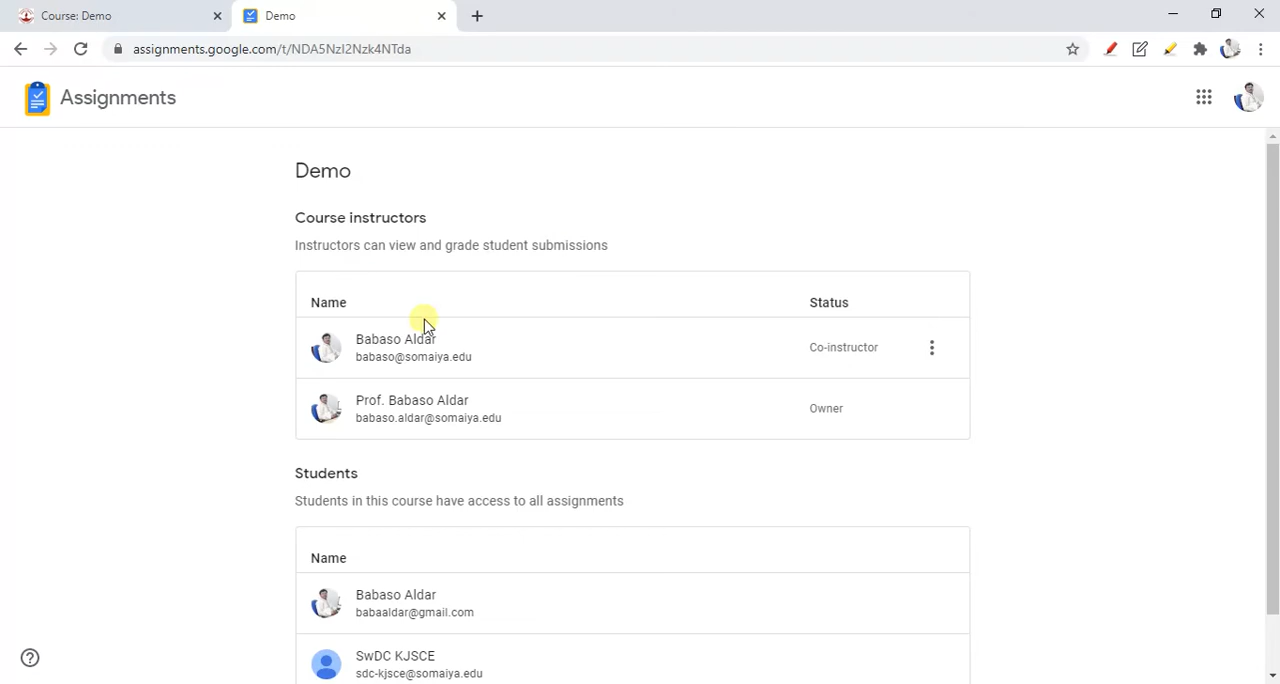 Course: Demo
Demo
assignments.google.com/t/NDA5NzI2Nzk4NTda
Assignments
Demo
Course instructors
Instructors can view and grade student submissions
Name Status
Babaso Aldar
babaso@somaiya.edu
Co-instructor
Prof. Babaso Aldar
babaso.aldar@somaiya.edu
Owner
Students
Students in this course have access to all assignments
Name
Babaso Aldar
babaaldar@gmail.com
SwDC KJSCE
sdc-kjsce@somaiya.edu